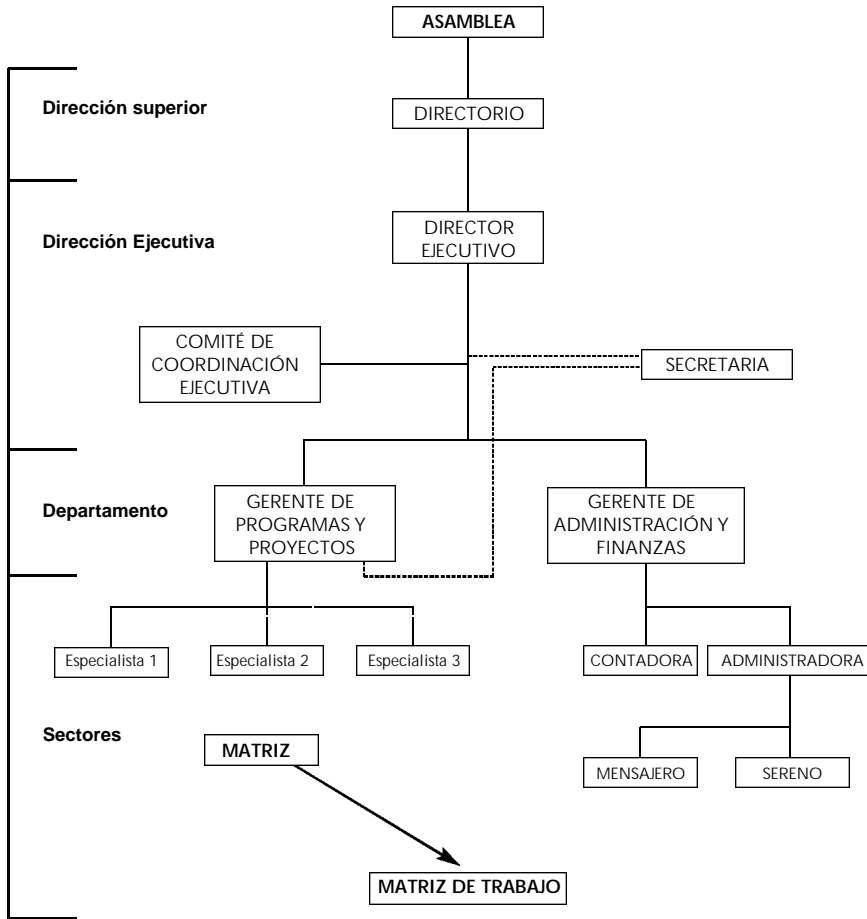 ASAMBLEA
Dirección superior
DIRECTORIO
Dirección Ejecutiva
DIRECTOR
EJECUTIVO
COMITÉ DE
COORDINACIÓN
EJECUTIVA
SECRETARIA
Departamento
GERENTE DE
PROGRAMAS Y
PROYECTOS
GERENTE DE
ADMINISTRACIÓN Y
FINANZAS
Especialista 1
Especialista 2
Especialista 3
CONTADORA
ADMINISTRADORA
Sectores
MATRIZ
MENSAJERO
SERENO
MATRIZ DE TRABAJO